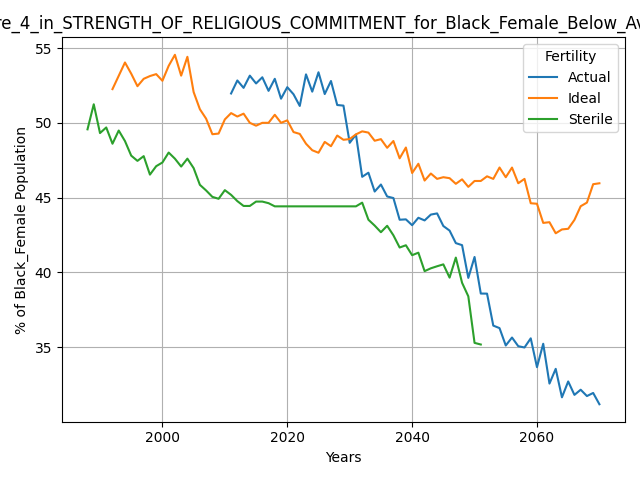 re_4_in_STRENGTH_OF_RELIGIOUS_COMMITMENT_for_Black_Female_Below_Av
55
50
45
40
35
% of Black_Female Population
Fertility
Actual
Ideal
Sterile
2000
2020
2040
2060
Years